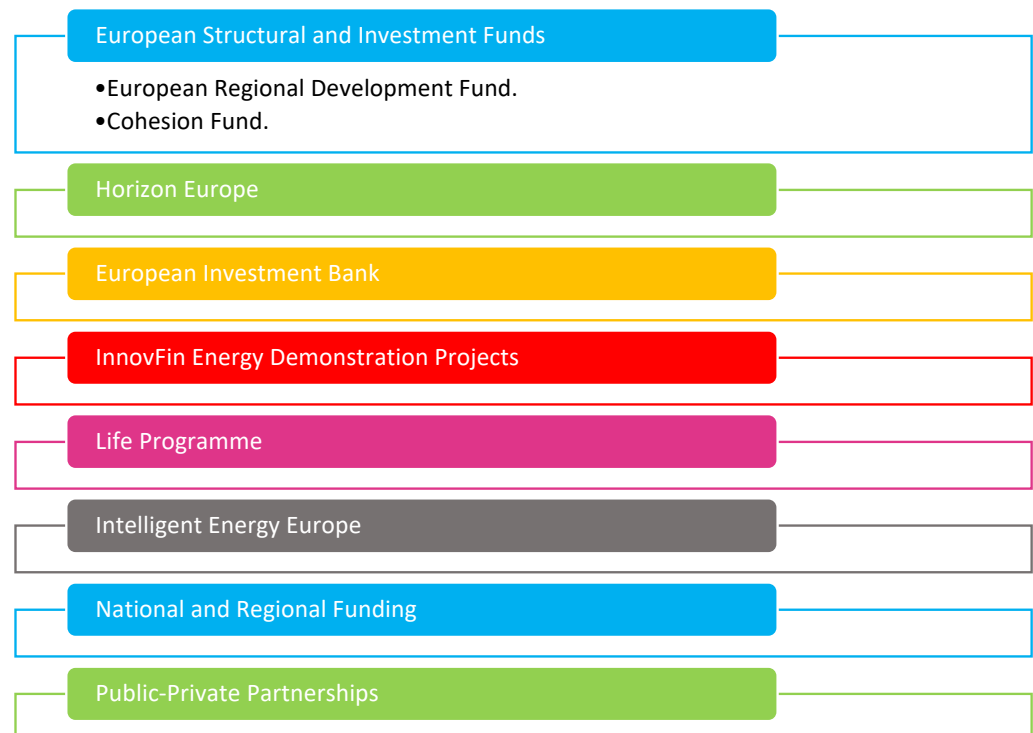 European Structural and Investment Funds
•European Regional Development Fund.
•Cohesion Fund.
Horizon Europe
European Investment Bank
InnovFin Energy Demonstration Projects
Life Programme
Intelligent Energy Europe
National and Regional Funding
Public-Private Partnerships